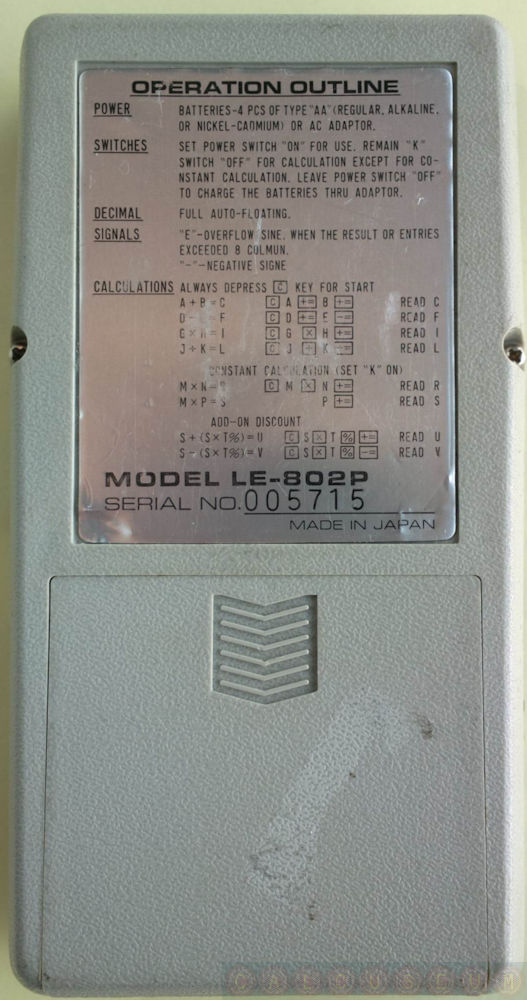 OPERATION OUTLINE
POWER BATTERIES-4 PCS OF TYPE "AA" (REGULAR, ALKALINE,
OR NICKEL-CAOMIUM) OR AC ADAPTOR.
SWITCHES SET POWER SWITCH "ON" FOR USE. REMAIN "K"
SWITCH "OFF" FOR CALCULATION EXCEPT FOR CO-
NSTANT CALCULATION. LEAVE POWER SWITCH "OFF"
TO CHARGE THE BATTERIES THRU ADAPTOR.
DECIMAL FULL AUTO-FLOATING.
SIGNALS "E"-OVERFLOW SINE, WHEN THE RESULT OR ENTRIES
EXCEEDED 8 COLMUN.
"-"-NEGATIVE SIGNE
CALCULATIONS ALWAYS DEPRESS C KEY FOR START
A + B = C C A += B += READ C
D - E = F C D += E -= READ F
G × H = I C G × H += READ I
J ÷ K = L C J ÷ K -= READ L
CONSTANT CALCULATION (SET "K" ON)
M × N = R C M × N += READ R
M × P = S P += READ S
ADD-ON DISCOUNT
S + (S × T%) = U C S × T % += READ U
S - (S × T%) = V C S × T % -= READ V
MODEL LE-802P
SERIAL NO. 005715
MADE IN JAPAN
CALCUSEUM